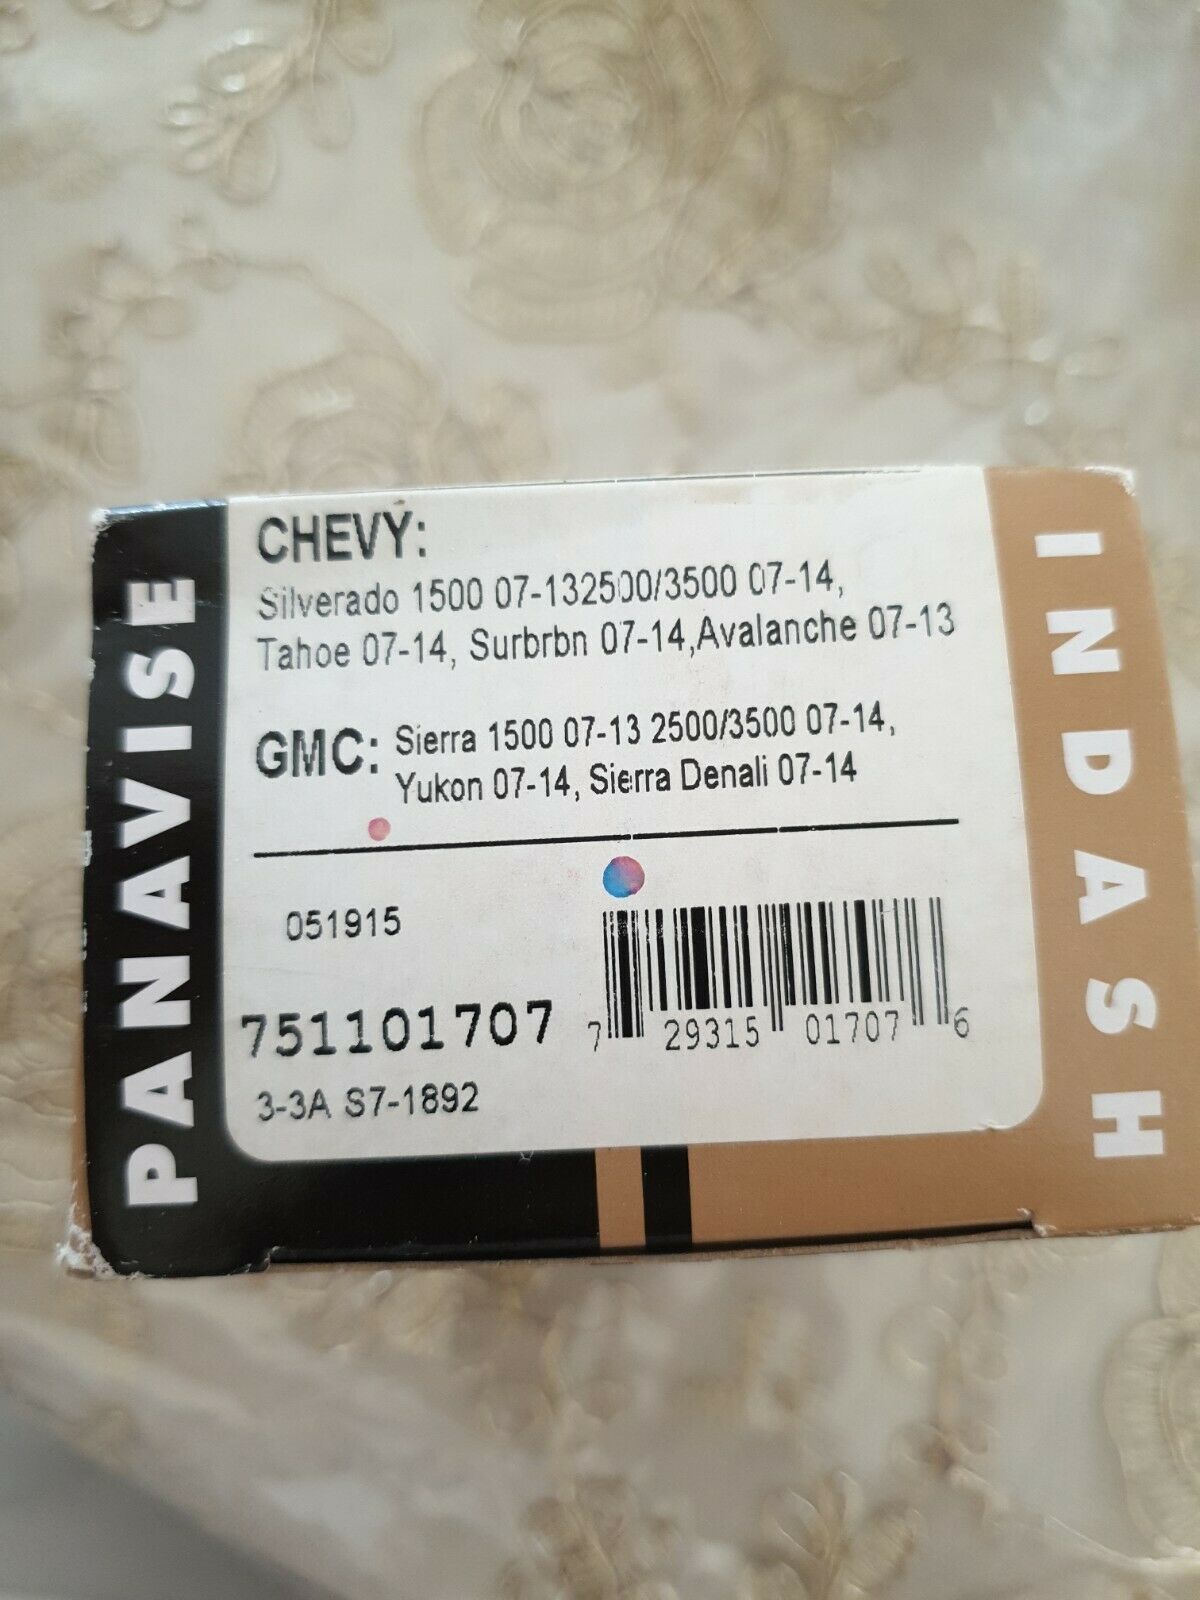 PANAVISE
CHEVY:
Silverado 1500 07-132500/3500 07-14,
Tahoe 07-14, Surbrbn 07-14,Avalanche 07-13
GMC: Sierra 1500 07-13 2500/3500 07-14,
Yukon 07-14, Sierra Denali 07-14
051915
751101707
3-3A S7-1892
7 29315 01707 6
INDASH